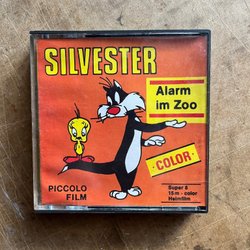 SILVESTER
Alarm
im Zoo
·COLOR·
PICCOLO
FILM
Super 8
15 m - color
Heimfilm